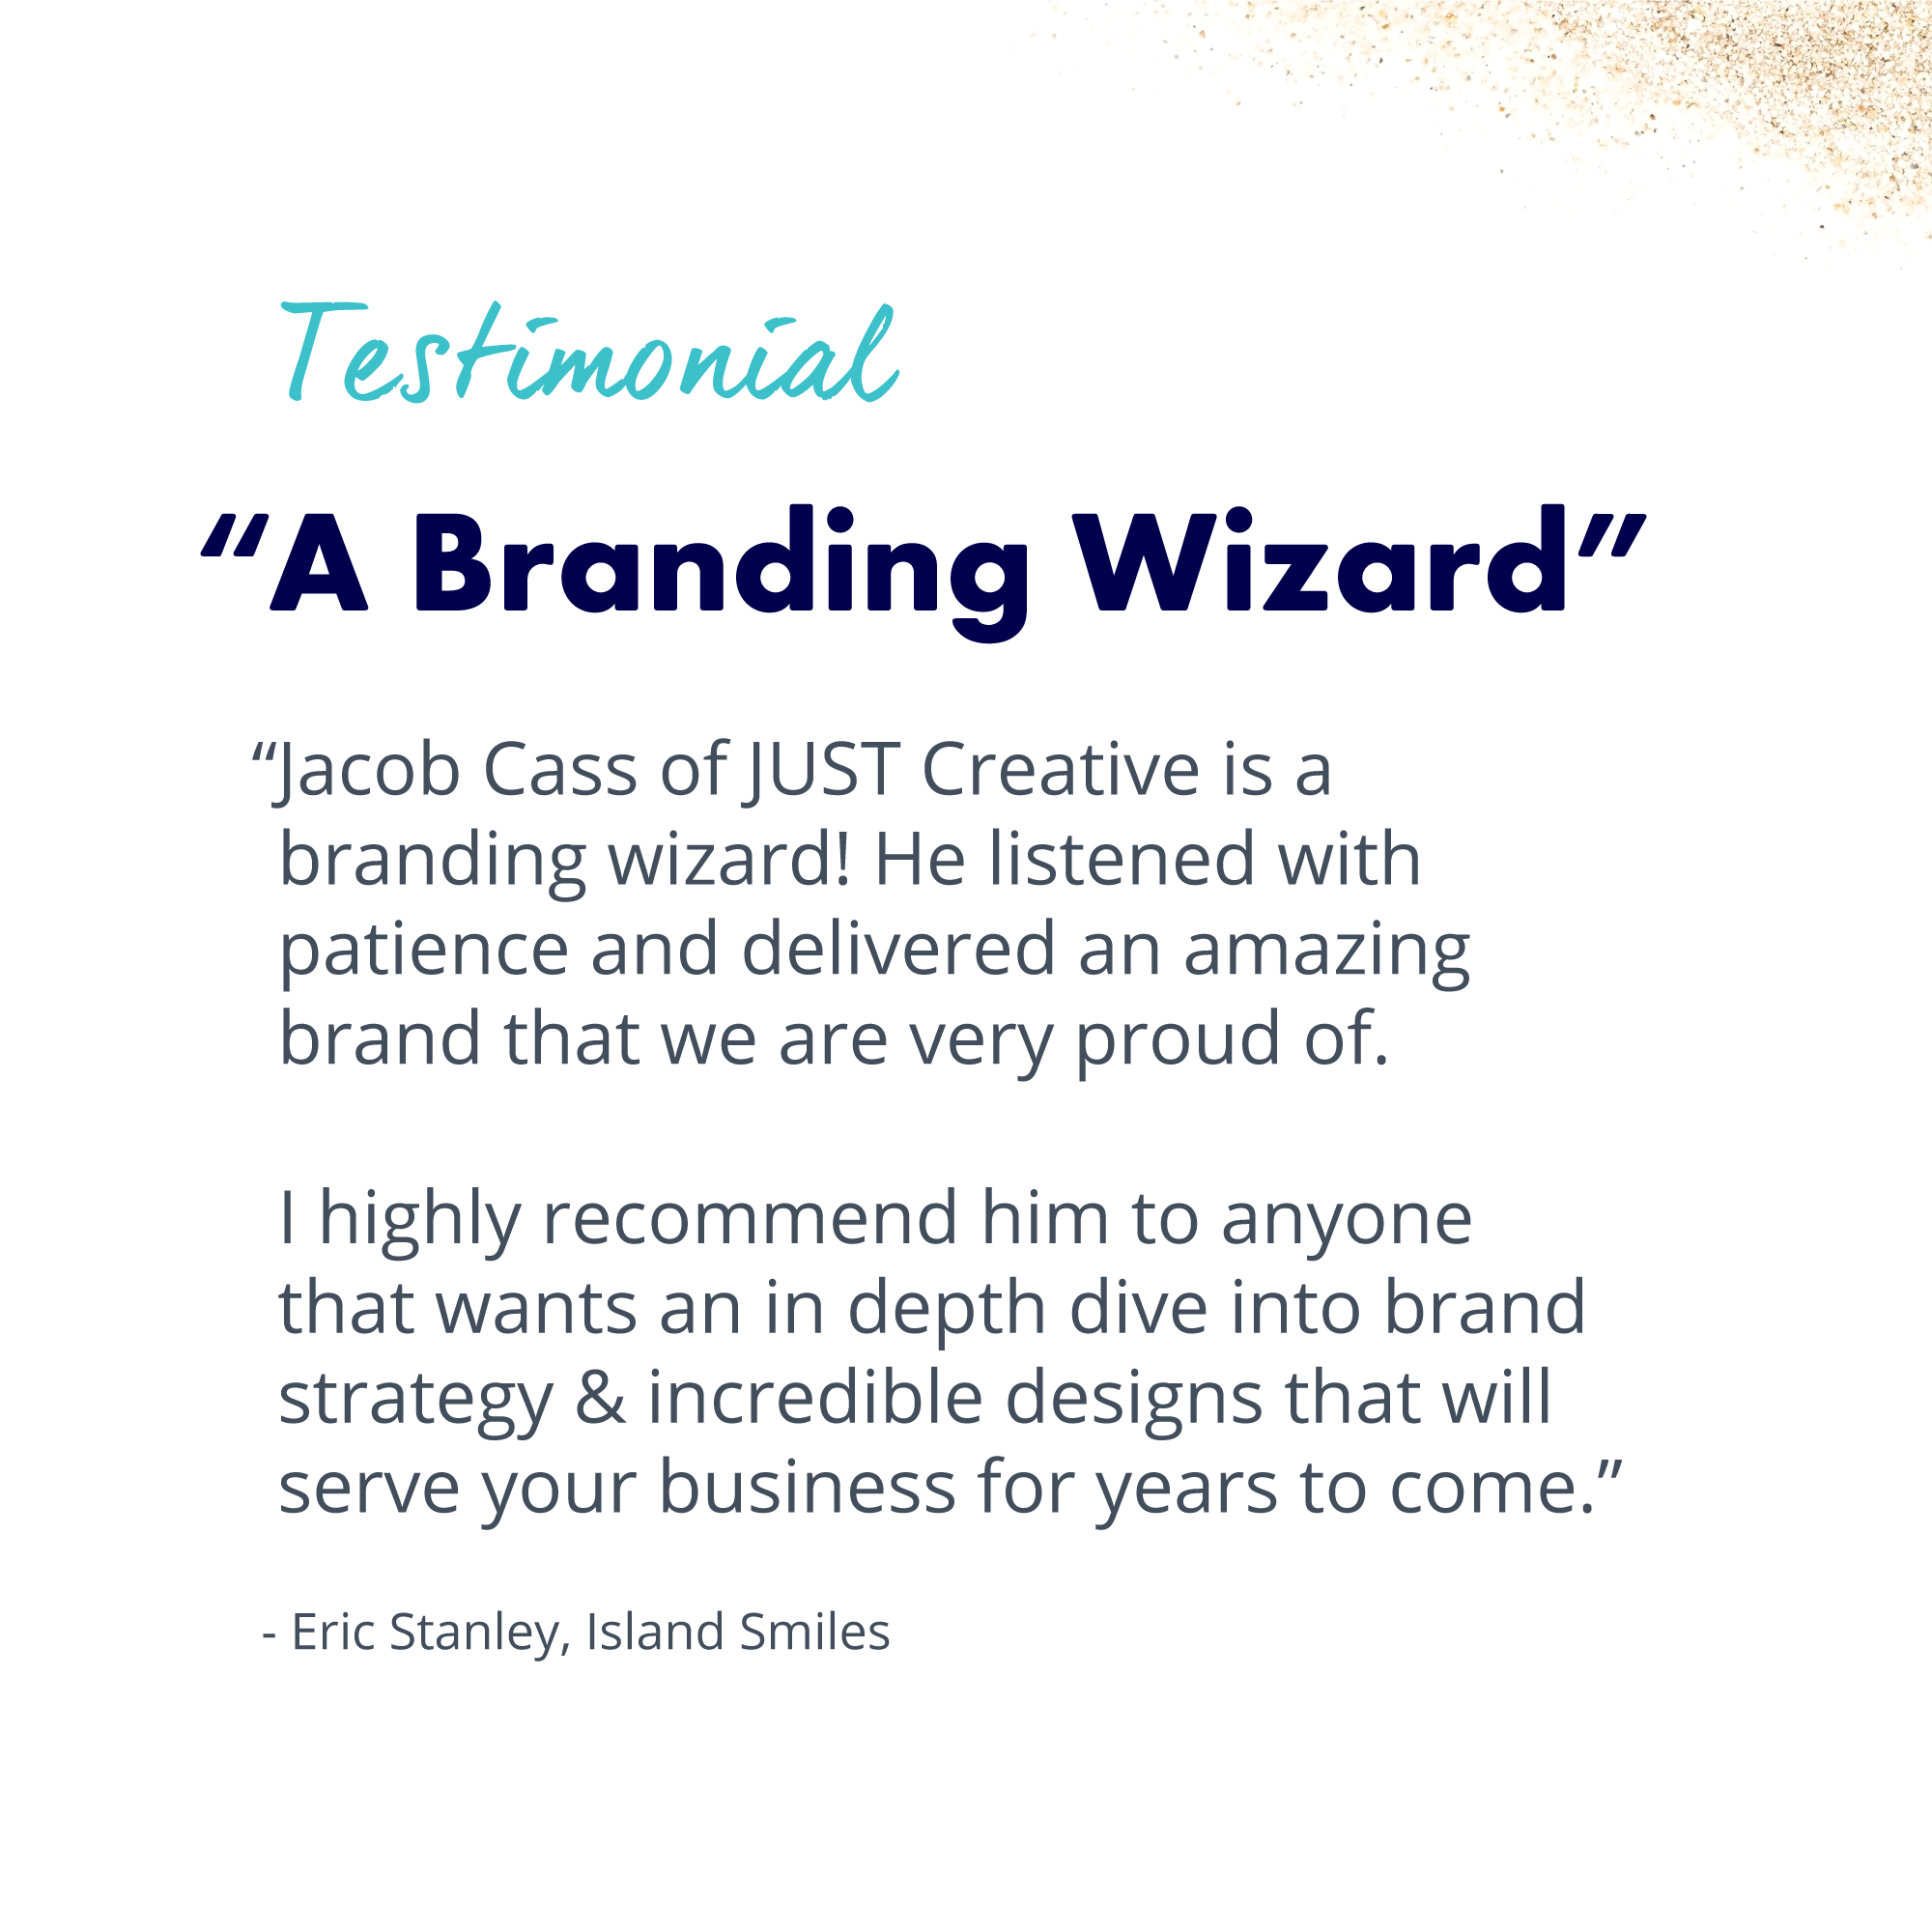 Testimonial
“A Branding Wizard”
“Jacob Cass of JUST Creative is a
branding wizard! He listened with
patience and delivered an amazing
brand that we are very proud of.
I highly recommend him to anyone
that wants an in depth dive into brand
strategy & incredible designs that will
serve your business for years to come.”
- Eric Stanley, Island Smiles